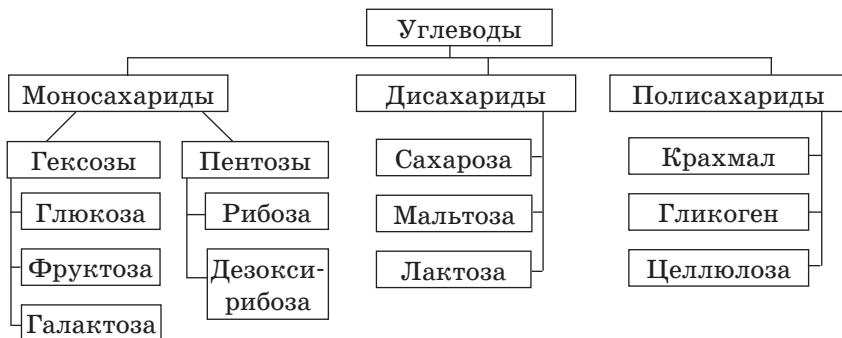 Углеводы
Моносахариды
Дисахариды
Полисахариды
Гексозы
Пентозы
Сахароза
Крахмал
Глюкоза
Рибоза
Мальтоза
Гликоген
Фруктоза
Дезокси-
рибоза
Лактоза
Целлюлоза
Галактоза